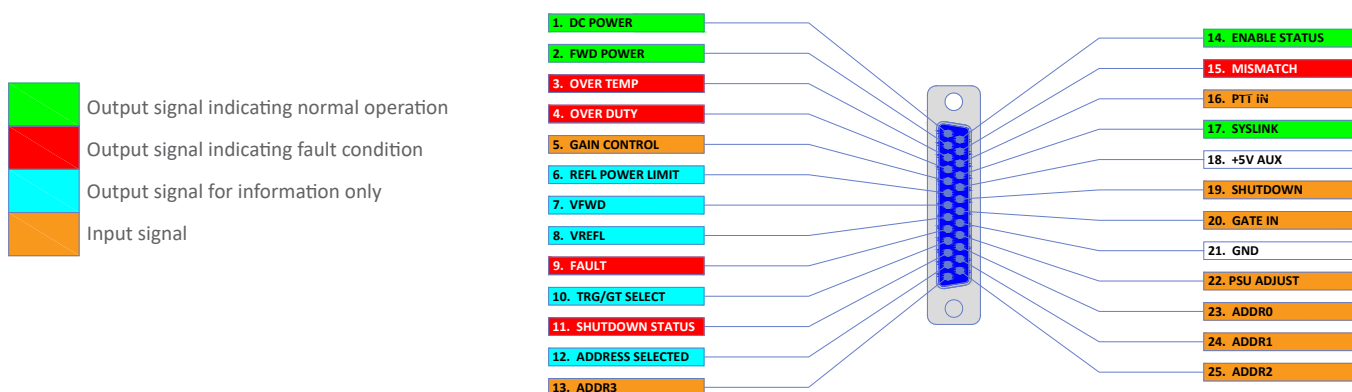 Output signal indicating normal operation
Output signal indicating fault condition
Output signal for information only
Input signal
1. DC POWER
2. FWD POWER
3. OVER TEMP
4. OVER DUTY
5. GAIN CONTROL
6. REFL POWER LIMIT
7. VFWD
8. VREFL
9. FAULT
10. TRG/GT SELECT
11. SHUTDOWN STATUS
12. ADDRESS SELECTED
13. ADDR3
14. ENABLE STATUS
15. MISMATCH
16. PTT IN
17. SYSLINK
18. +5V AUX
19. SHUTDOWN
20. GATE IN
21. GND
22. PSU ADJUST
23. ADDR0
24. ADDR1
25. ADDR2